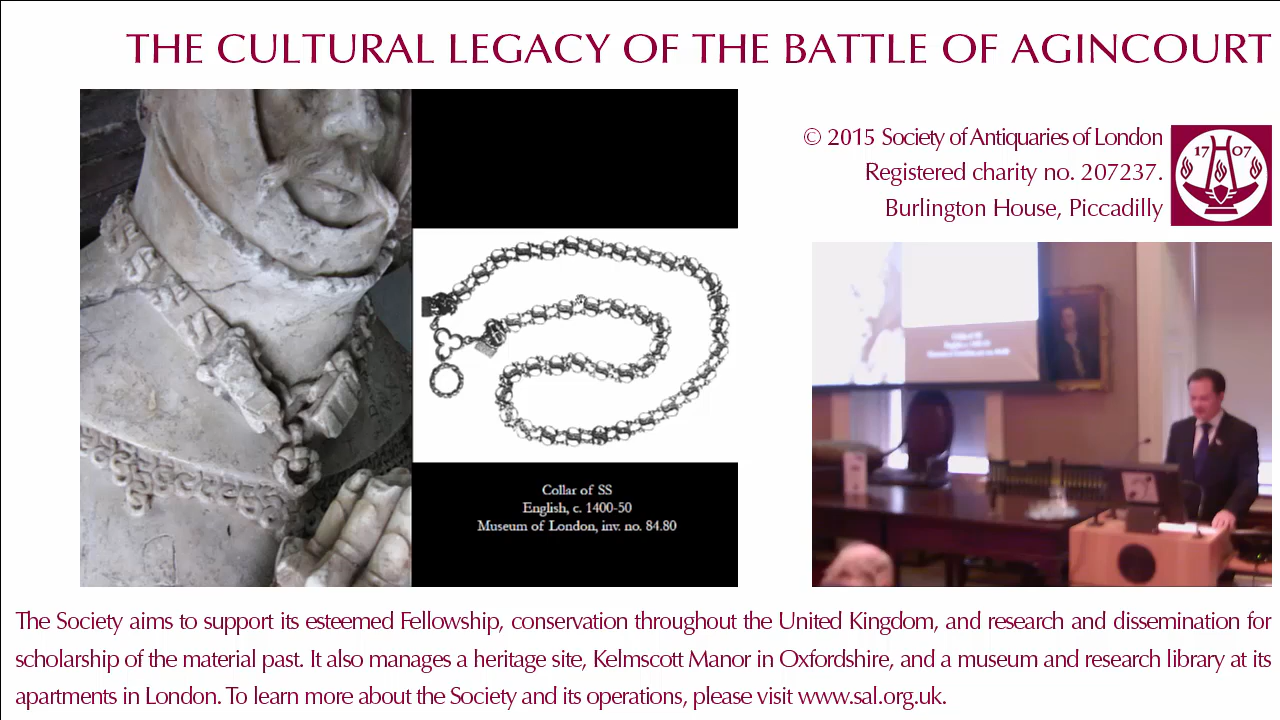 THE CULTURAL LEGACY OF THE BATTLE OF AGINCOURT
© 2015 Society of Antiquaries of London
Registered charity no. 207237.
Burlington House, Piccadilly
17 07
Collar of SS
English, c. 1400-50
Museum of London, inv. no. 84.80
The Society aims to support its esteemed Fellowship, conservation throughout the United Kingdom, and research and dissemination for
scholarship of the material past. It also manages a heritage site, Kelmscott Manor in Oxfordshire, and a museum and research library at its
apartments in London. To learn more about the Society and its operations, please visit www.sal.org.uk.